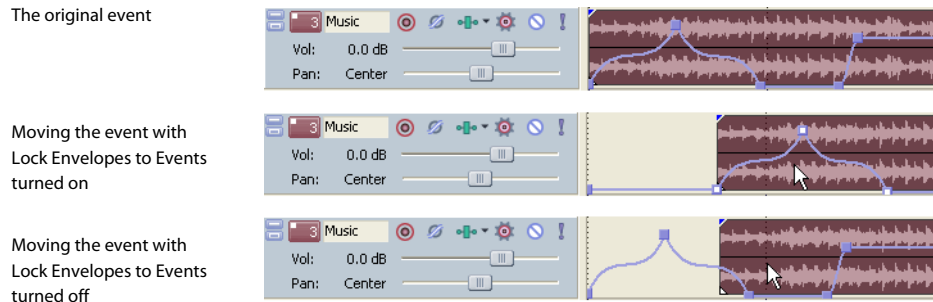 The original event
3 Music
Vol: 0.0 dB
Pan: Center
Moving the event with
Lock Envelopes to Events
turned on
3 Music
Vol: 0.0 dB
Pan: Center
Moving the event with
Lock Envelopes to Events
turned off
3 Music
Vol: 0.0 dB
Pan: Center